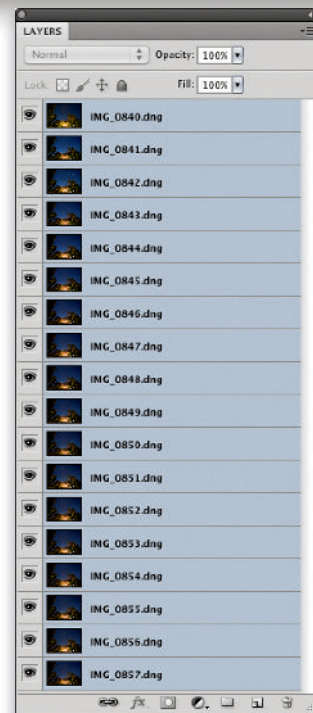 LAYERS
Normal Opacity: 100%
Lock: Fill: 100%
IMG_0840.dng
IMG_0841.dng
IMG_0842.dng
IMG_0843.dng
IMG_0844.dng
IMG_0845.dng
IMG_0846.dng
IMG_0847.dng
IMG_0848.dng
IMG_0849.dng
IMG_0850.dng
IMG_0851.dng
IMG_0852.dng
IMG_0853.dng
IMG_0854.dng
IMG_0855.dng
IMG_0856.dng
IMG_0857.dng
fx